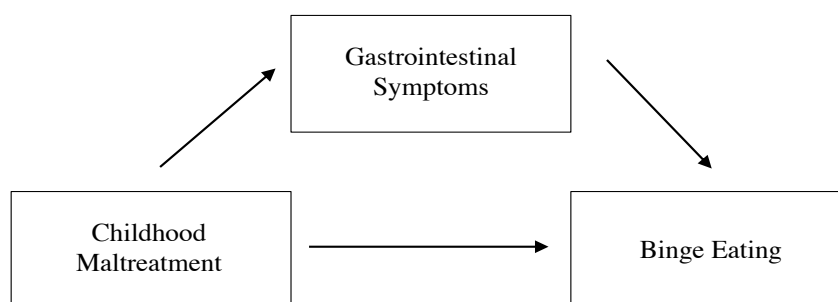 Gastrointestinal
Symptoms
Childhood
Maltreatment
Binge Eating